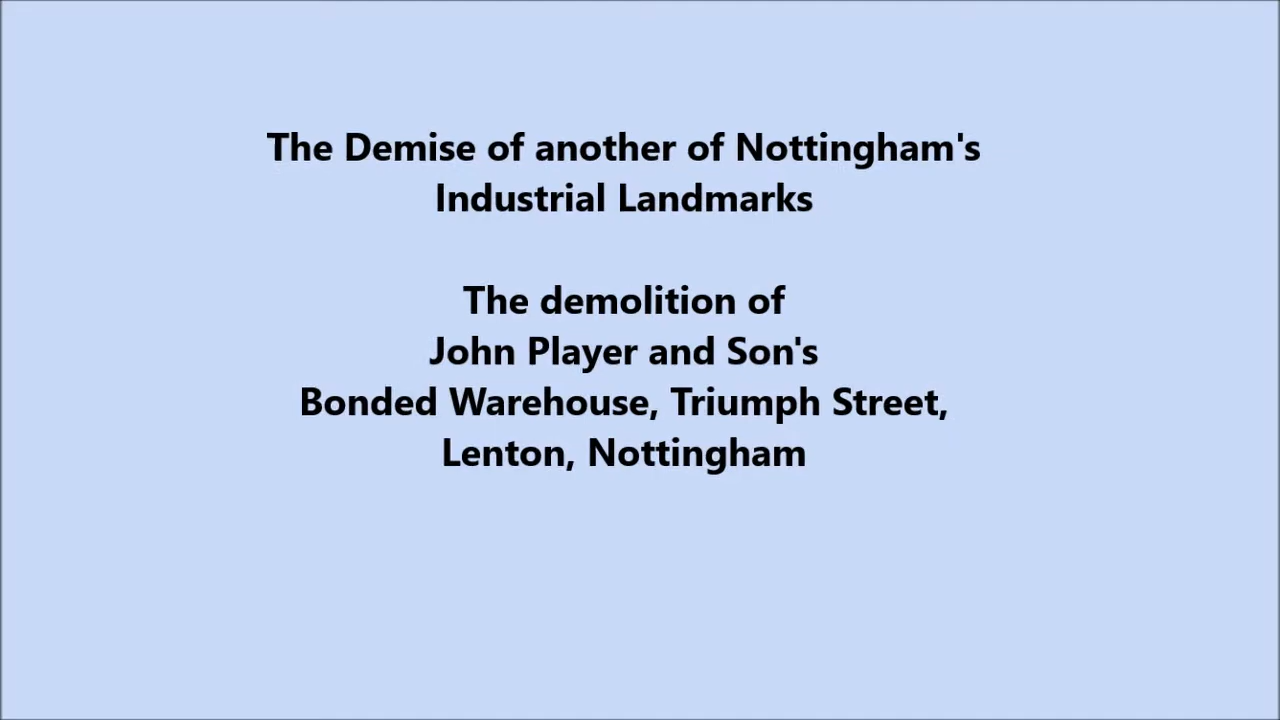 The Demise of another of Nottingham's
Industrial Landmarks
The demolition of
John Player and Son's
Bonded Warehouse, Triumph Street,
Lenton, Nottingham